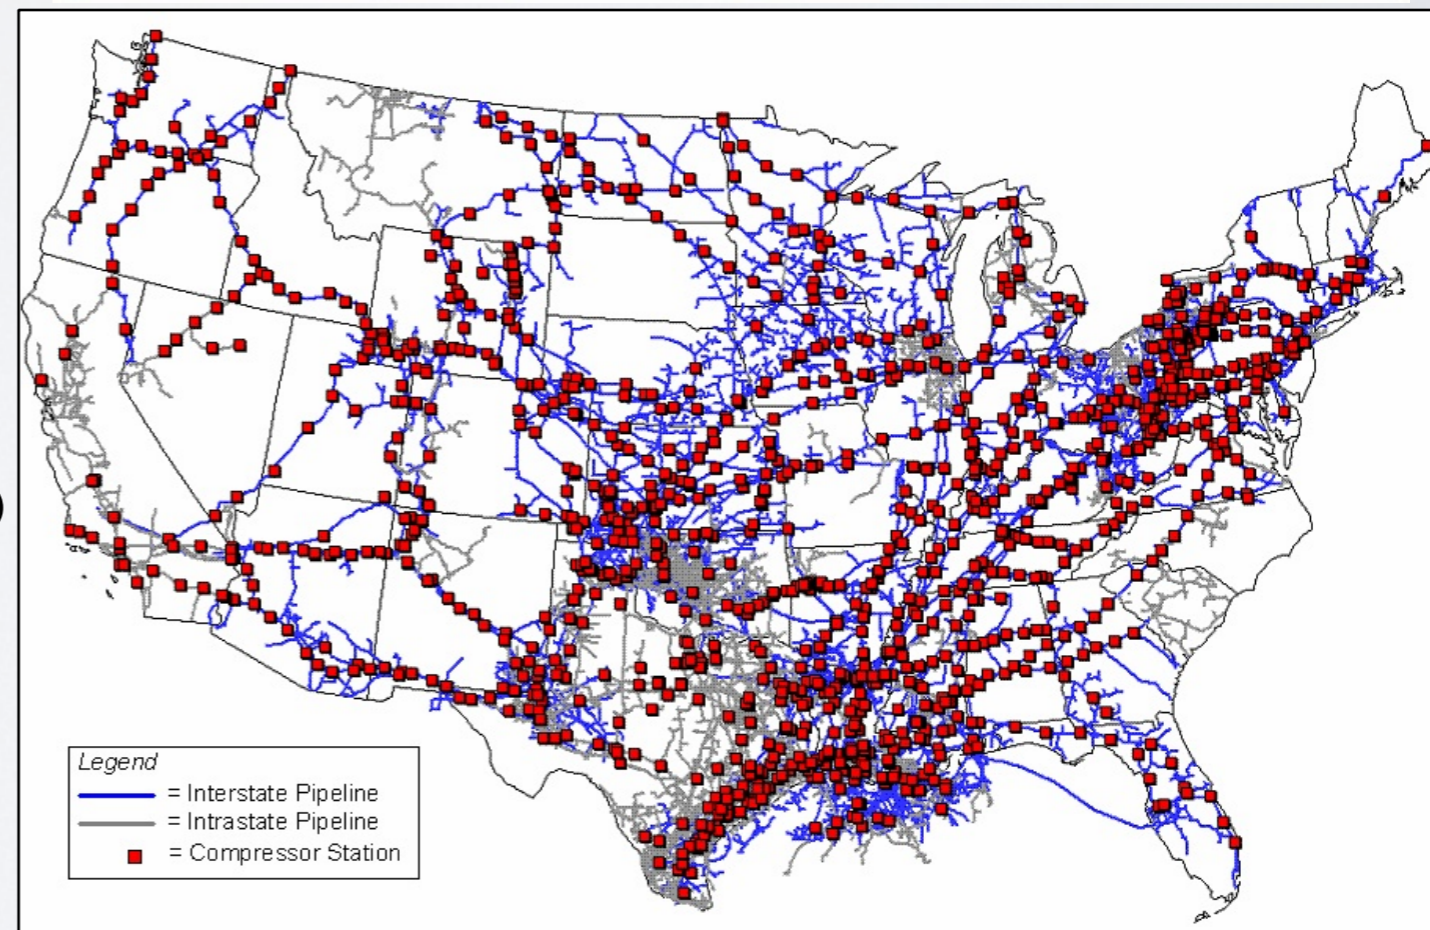 Legend
= Interstate Pipeline
= Intrastate Pipeline
= Compressor Station